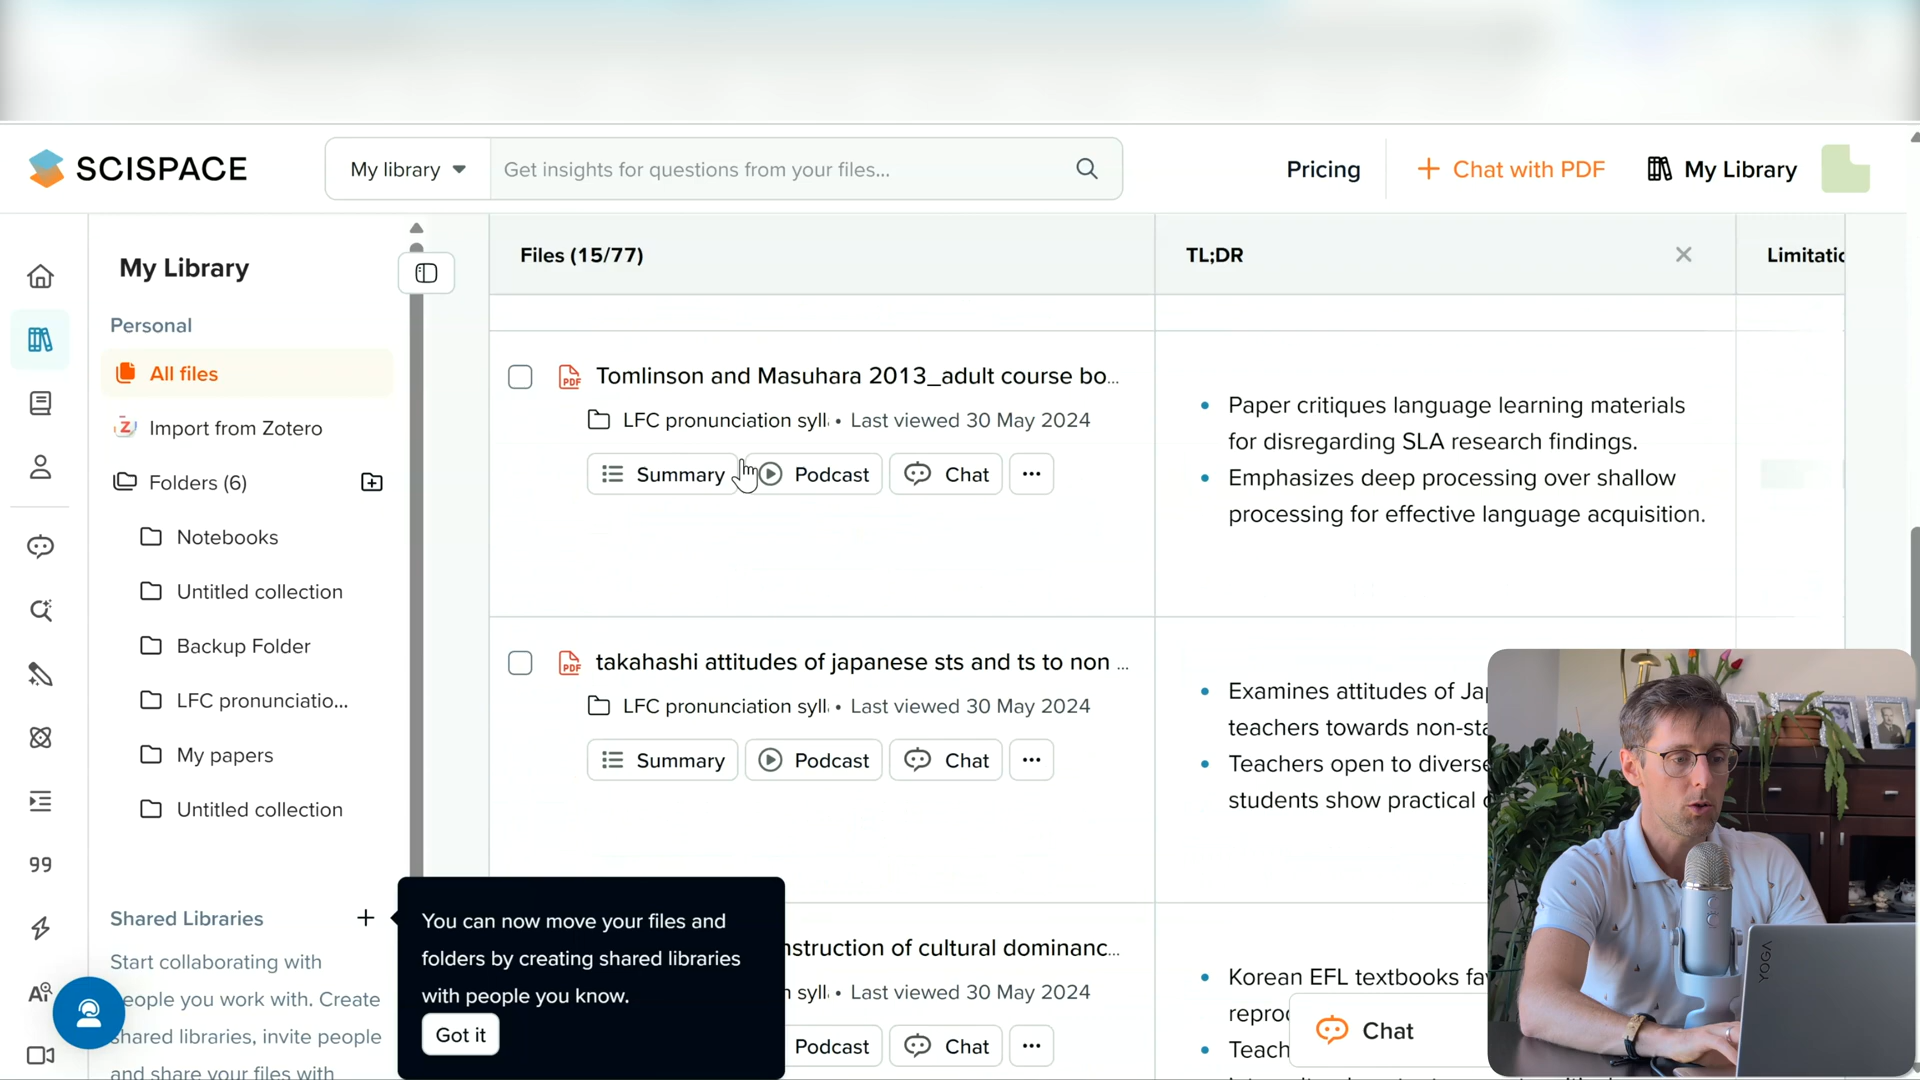 SCISPACE
My library
Get insights for questions from your files...
Pricing
+ Chat with PDF
My Library
My Library
Personal
All files
Import from Zotero
Folders (6)
Notebooks
Untitled collection
Backup Folder
LFC pronunciatio...
My papers
Untitled collection
Shared Libraries
+
Start collaborating with
people you work with. Create
shared libraries, invite people
and share your files with
You can now move your files and
folders by creating shared libraries
with people you know.
Got it
Files (15/77)
TL;DR
Limitatio
Tomlinson and Masuhara 2013_adult course bo...
LFC pronunciation syll • Last viewed 30 May 2024
Summary
Podcast
Chat
Paper critiques language learning materials
for disregarding SLA research findings.
Emphasizes deep processing over shallow
processing for effective language acquisition.
takahashi attitudes of japanese sts and ts to non ...
LFC pronunciation syll • Last viewed 30 May 2024
Summary
Podcast
Chat
Examines attitudes of Jap
teachers towards non-sta
Teachers open to diverse
students show practical
nstruction of cultural dominanc...
n syll • Last viewed 30 May 2024
Podcast
Chat
Korean EFL textbooks fav
reproc
Teach
Chat
YOGA